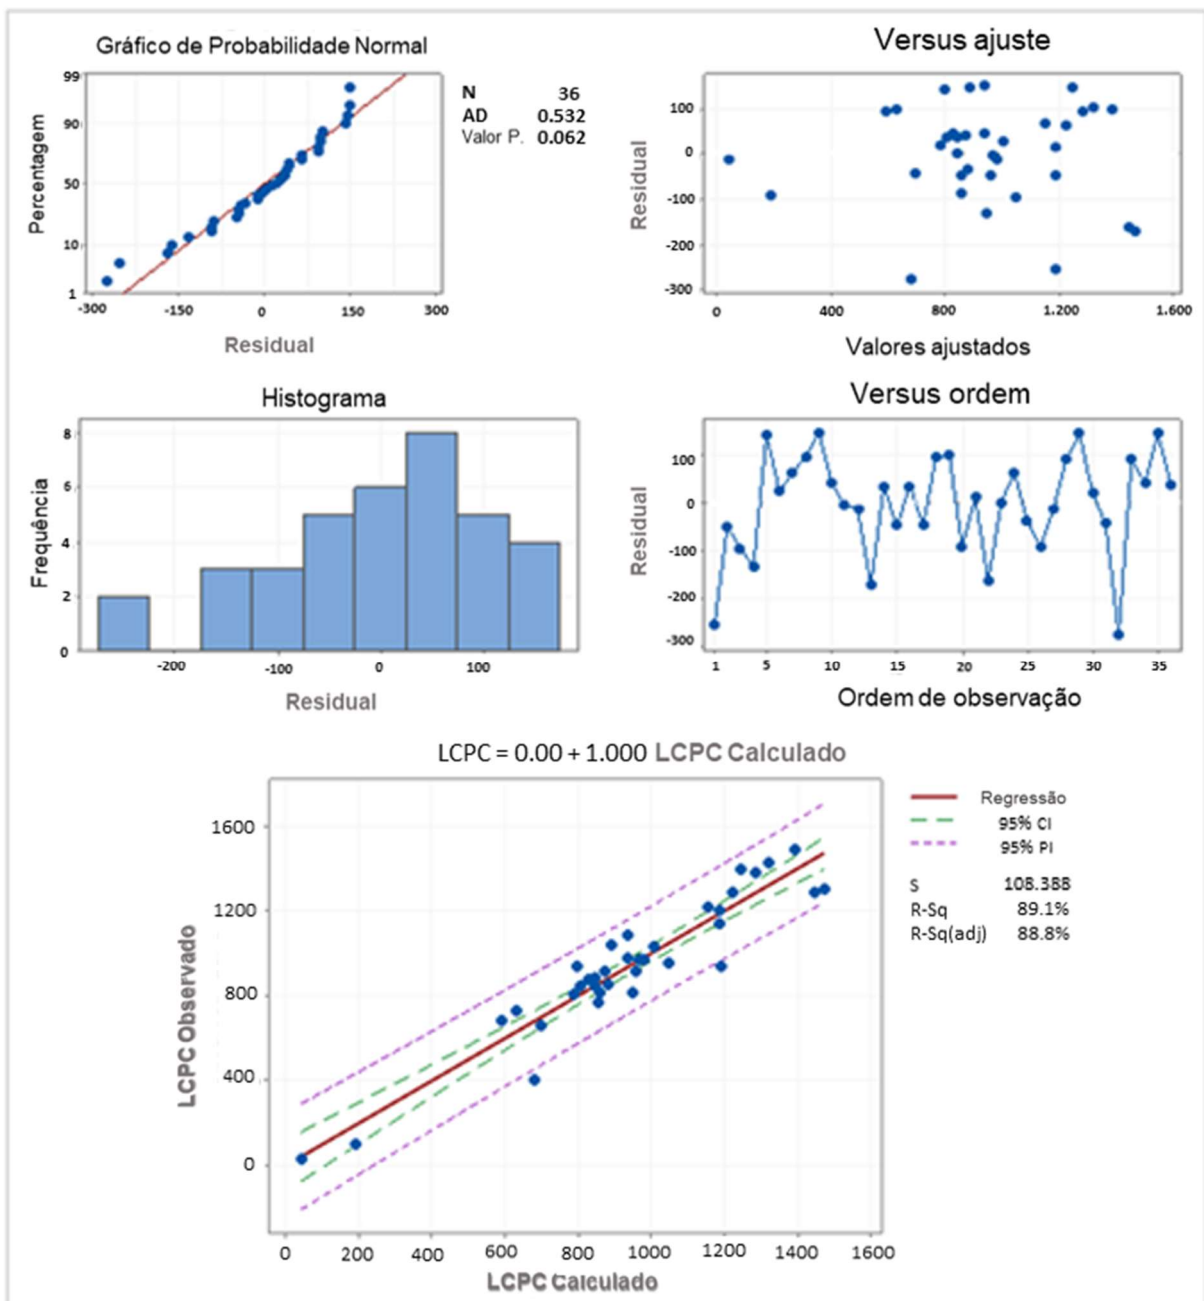 Gráfico de Probabilidade Normal
Percentagem
99
90
50
10
1
-300
-150
0
150
300
Residual
N 36
AD 0.532
Valor P. 0.062
Versus ajuste
Residual
100
0
-100
-200
-300
0
400
800
1.200
1.600
Valores ajustados
Histograma
Frequência
8
6
4
2
0
-200
-100
0
100
Residual
Versus ordem
Residual
100
0
-100
-200
-300
1
5
10
15
20
25
30
35
Ordem de observação
LCPC = 0.00 + 1.000 LCPC Calculado
LCPC Observado
1600
1200
800
400
0
0
200
400
600
800
1000
1200
1400
1600
LCPC Calculado
Regressão
95% CI
95% PI
S 108.388
R-Sq 89.1%
R-Sq(adj) 88.8%